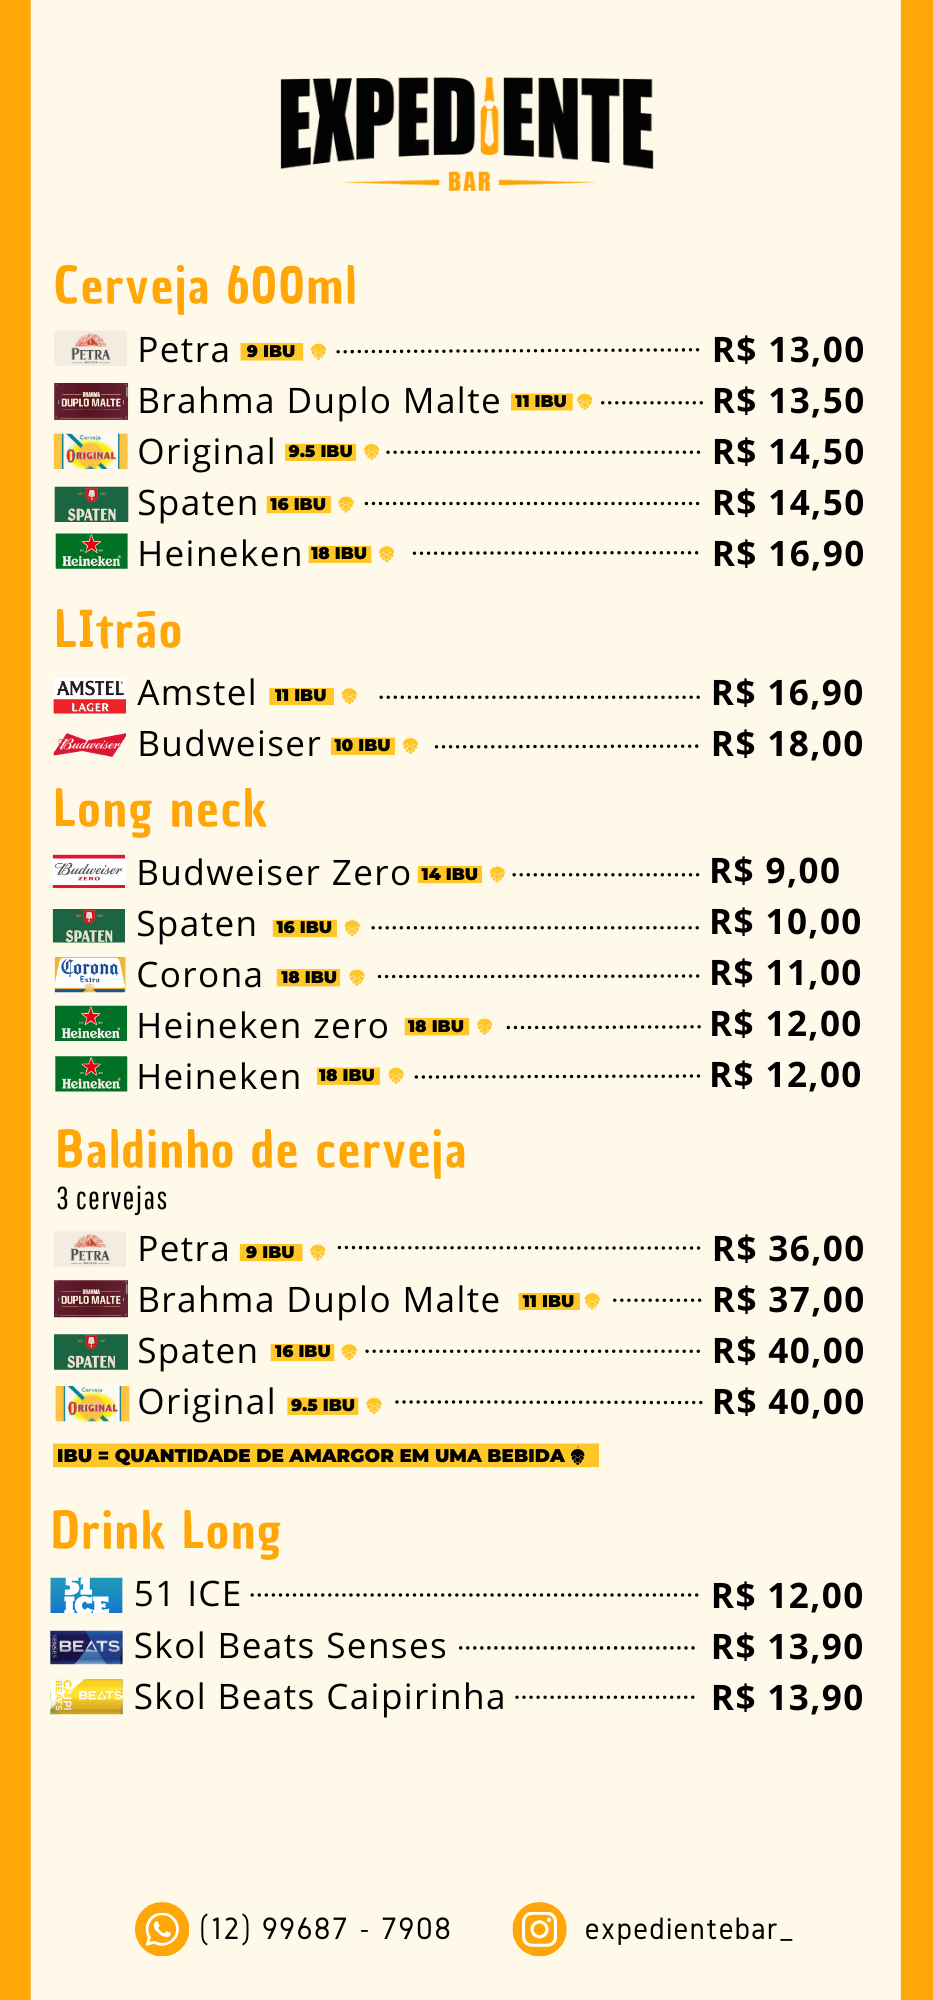 EXPEDIENTE
BAR
Cerveja 600ml
PETRA Petra 9 IBU R$ 13,00
BRAHMA DUPLO MALTE Brahma Duplo Malte 11 IBU R$ 13,50
Cerveja ORIGINAL Original 9.5 IBU R$ 14,50
SPATEN Spaten 16 IBU R$ 14,50
Heineken Heineken 18 IBU R$ 16,90
LItrão
AMSTEL LAGER Amstel 11 IBU R$ 16,90
Budweiser Budweiser 10 IBU R$ 18,00
Long neck
Budweiser ZERO Budweiser Zero 14 IBU R$ 9,00
SPATEN Spaten 16 IBU R$ 10,00
Corona Extra Corona 18 IBU R$ 11,00
Heineken Heineken zero 18 IBU R$ 12,00
Heineken Heineken 18 IBU R$ 12,00
Baldinho de cerveja
3 cervejas
PETRA Petra 9 IBU R$ 36,00
BRAHMA DUPLO MALTE Brahma Duplo Malte 11 IBU R$ 37,00
SPATEN Spaten 16 IBU R$ 40,00
Cerveja ORIGINAL Original 9.5 IBU R$ 40,00
IBU = QUANTIDADE DE AMARGOR EM UMA BEBIDA
Drink Long
51 ICE 51 ICE R$ 12,00
SENSES BEATS Skol Beats Senses R$ 13,90
BEATS CAIPI BEATS Skol Beats Caipirinha R$ 13,90
(12) 99687 - 7908 expedientebar_